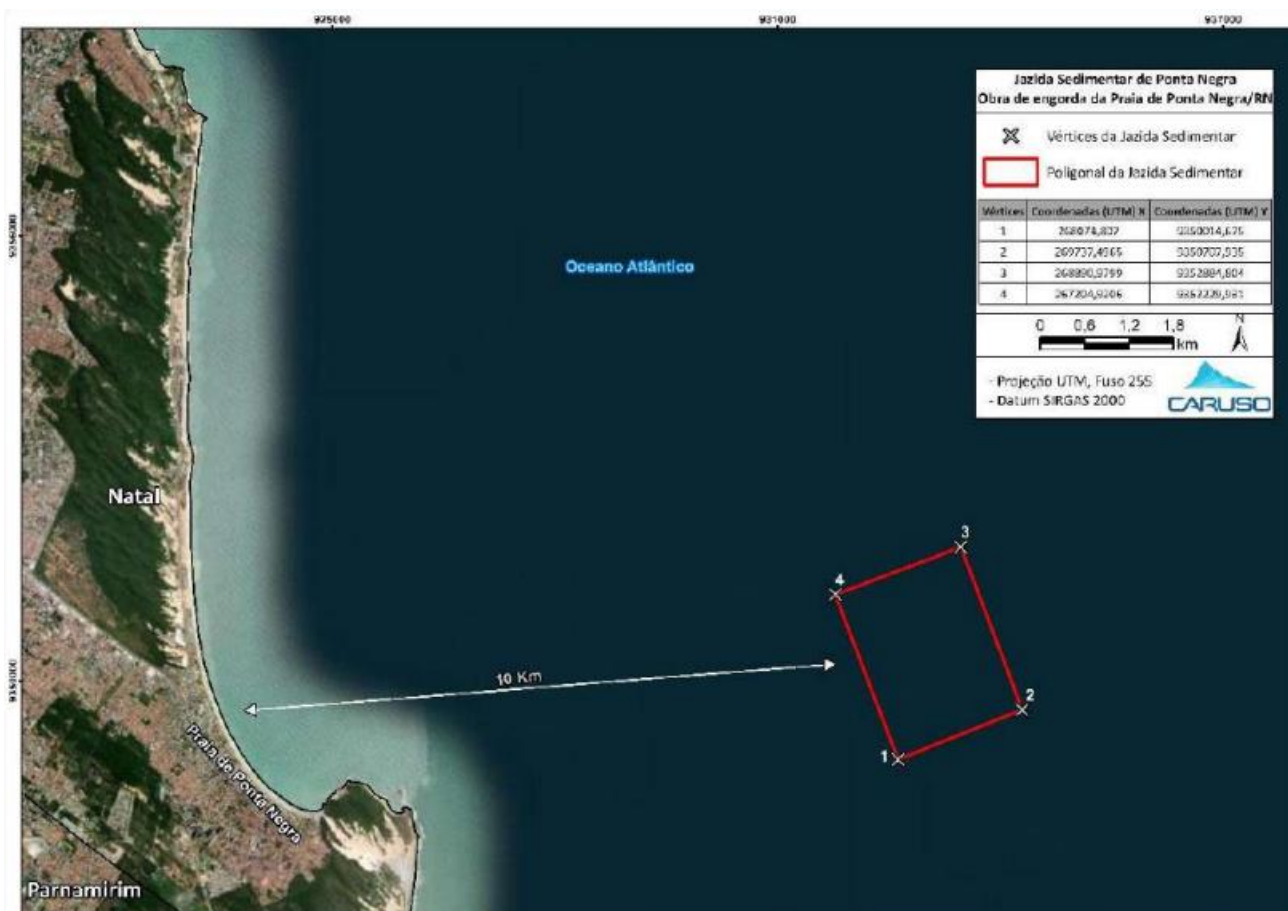 925000 931000 937000
Jazida Sedimentar de Ponta Negra
Obra de engorda da Praia de Ponta Negra/RN
Vértices da Jazida Sedimentar
Poligonal da Jazida Sedimentar
Vértices Coordenadas (UTM) X Coordenadas (UTM) Y
1
2
3
4
0 0,6 1,2 1,8
km
N
- Projeção UTM, Fuso 25S
- Datum SIRGAS 2000
CARUSO
9356000
Oceano Atlântico
Natal
3
4
10 Km
9350000
2
1
Praia de Ponta Negra
Parnamirim